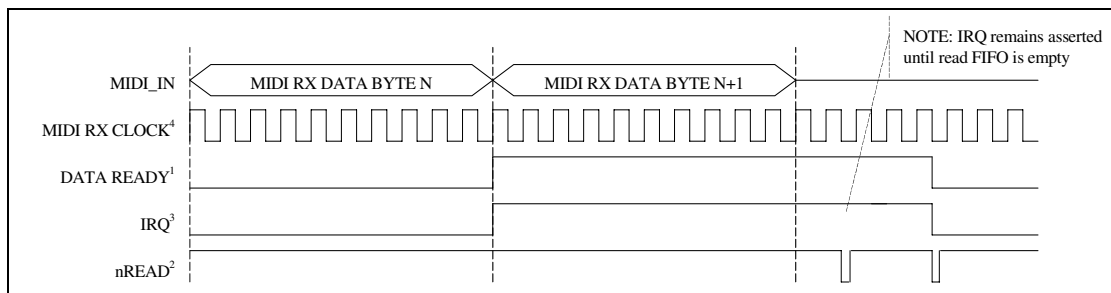 NOTE: IRQ remains asserted
until read FIFO is empty
MIDI_IN
MIDI RX DATA BYTE N
MIDI RX DATA BYTE N+1
MIDI RX CLOCK⁴
DATA READY¹
IRQ³
nREAD²